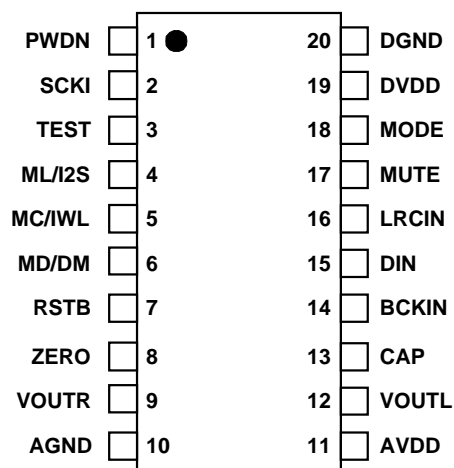 PWDN 1 20 DGND
SCKI 2 19 DVDD
TEST 3 18 MODE
ML/I2S 4 17 MUTE
MC/IWL 5 16 LRCIN
MD/DM 6 15 DIN
RSTB 7 14 BCKIN
ZERO 8 13 CAP
VOUTR 9 12 VOUTL
AGND 10 11 AVDD